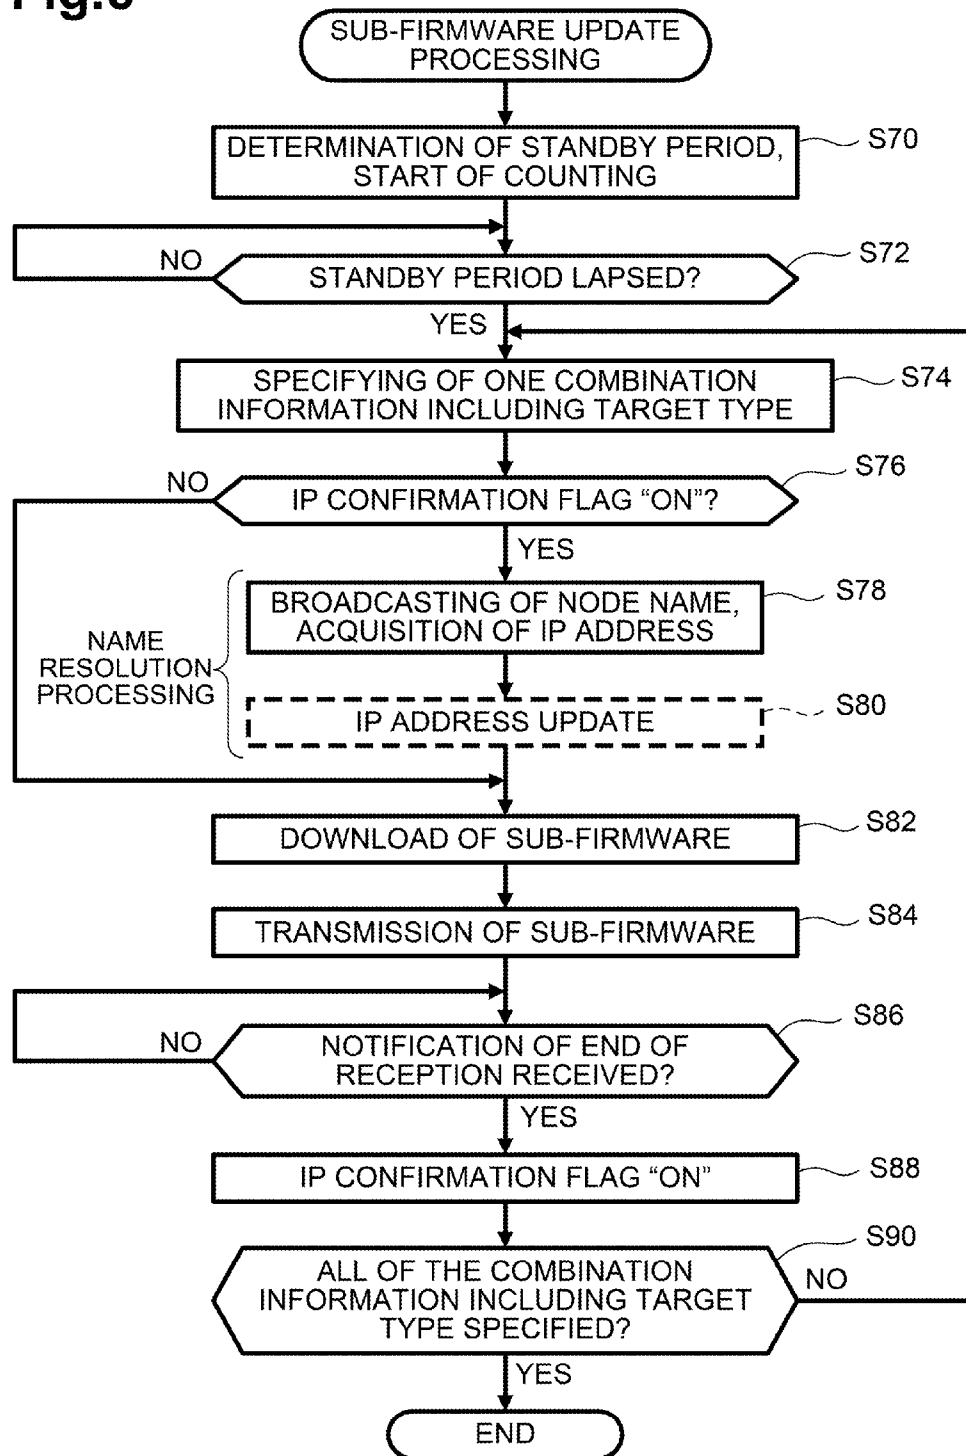 SUB-FIRMWARE UPDATE
PROCESSING
DETERMINATION OF STANDBY PERIOD,
START OF COUNTING
S70
STANDBY PERIOD LAPSED?
S72
NO
YES
SPECIFYING OF ONE COMBINATION
INFORMATION INCLUDING TARGET TYPE
S74
IP CONFIRMATION FLAG “ON”?
S76
NO
YES
NAME
RESOLUTION
PROCESSING
BROADCASTING OF NODE NAME,
ACQUISITION OF IP ADDRESS
S78
IP ADDRESS UPDATE
S80
DOWNLOAD OF SUB-FIRMWARE
S82
TRANSMISSION OF SUB-FIRMWARE
S84
NOTIFICATION OF END OF
RECEPTION RECEIVED?
S86
NO
YES
IP CONFIRMATION FLAG “ON”
S88
ALL OF THE COMBINATION
INFORMATION INCLUDING TARGET
TYPE SPECIFIED?
S90
NO
YES
END